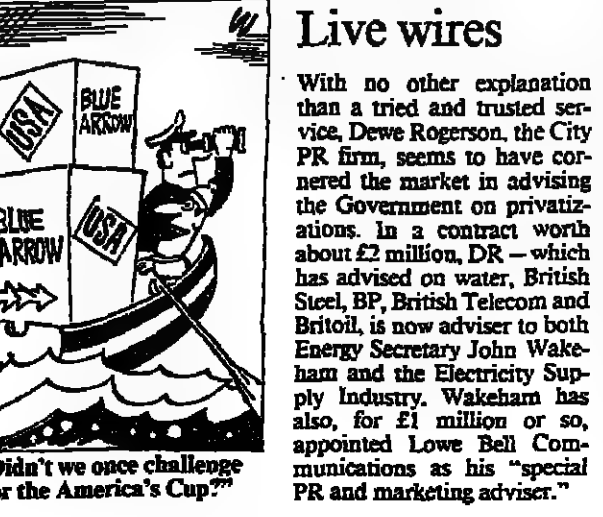 USA
BLUE
ARROW
BLUE
ARROW
USA
Didn't we once challenge
or the America's Cup?"
Live wires
With no other explanation
than a tried and trusted ser-
vice, Dewe Rogerson, the City
PR firm, seems to have cor-
nered the market in advising
the Government on privatiz-
ations. In a contract worth
about £2 million, DR — which
has advised on water, British
Steel, BP, British Telecom and
Britoil, is now adviser to both
Energy Secretary John Wake-
ham and the Electricity Sup-
ply Industry. Wakeham has
also, for £1 million or so,
appointed Lowe Bell Com-
munications as his "special
PR and marketing adviser."